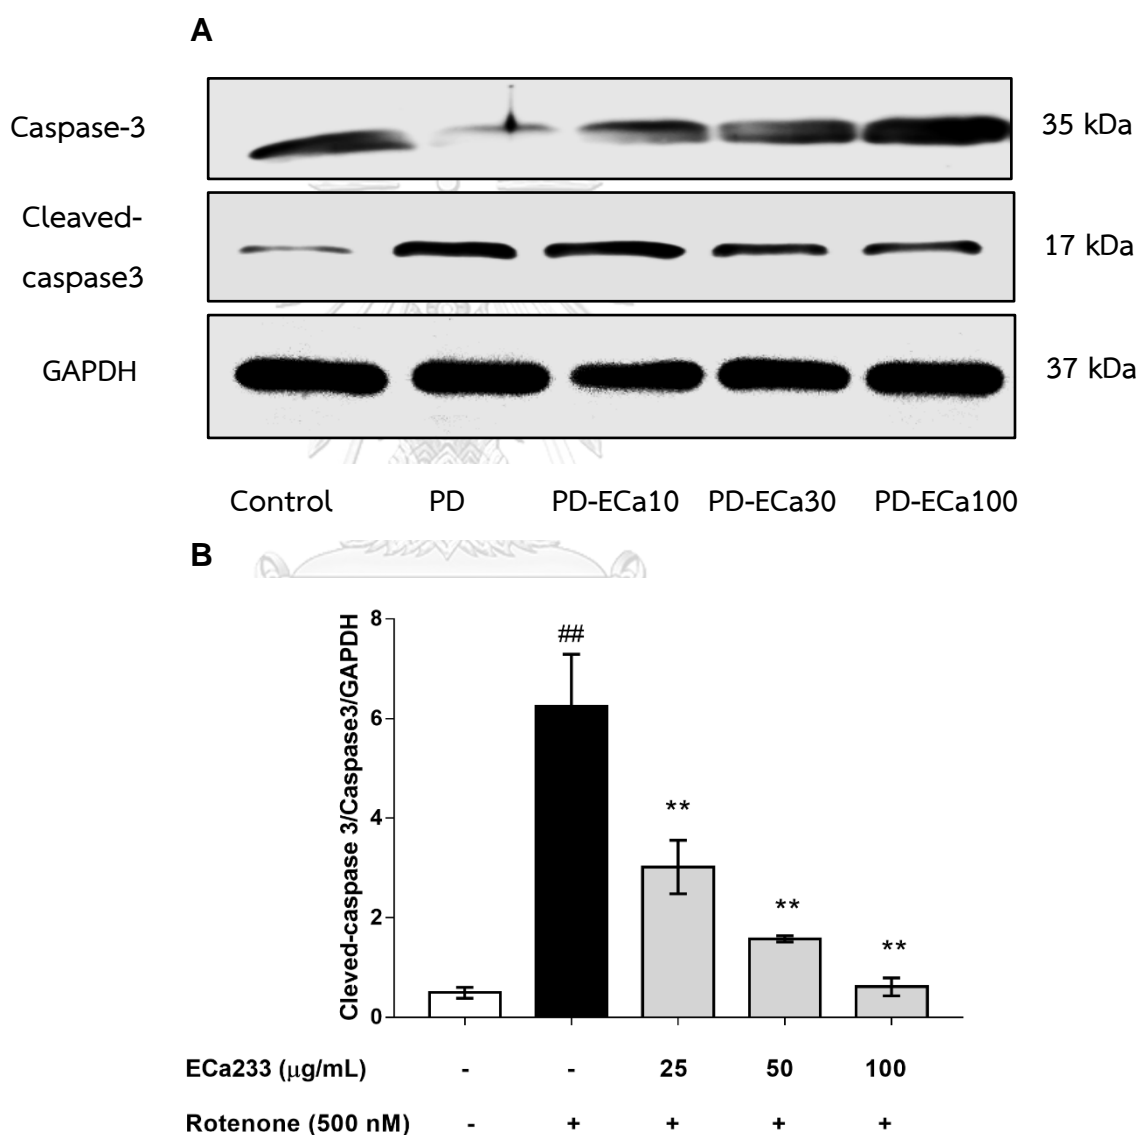 A
Caspase-3
35 kDa
Cleaved-
caspase3
17 kDa
GAPDH
37 kDa
Control PD PD-ECa10 PD-ECa30 PD-ECa100
B
Cleved-caspase 3/Caspase3/GAPDH
8
6
4
2
0
##
**
**
**
ECa233 (µg/mL) - - 25 50 100
Rotenone (500 nM) - + + + +